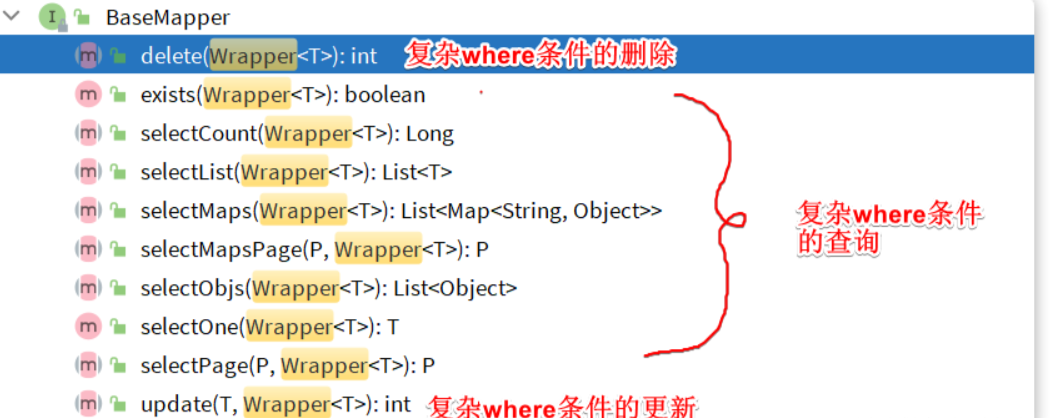 BaseMapper
delete(Wrapper<T>): int 复杂where条件的删除
exists(Wrapper<T>): boolean
selectCount(Wrapper<T>): Long
selectList(Wrapper<T>): List<T>
selectMaps(Wrapper<T>): List<Map<String, Object>>
selectMapsPage(P, Wrapper<T>): P
selectObjs(Wrapper<T>): List<Object>
selectOne(Wrapper<T>): T
selectPage(P, Wrapper<T>): P
update(T, Wrapper<T>): int 复杂where条件的更新
复杂where条件
的查询